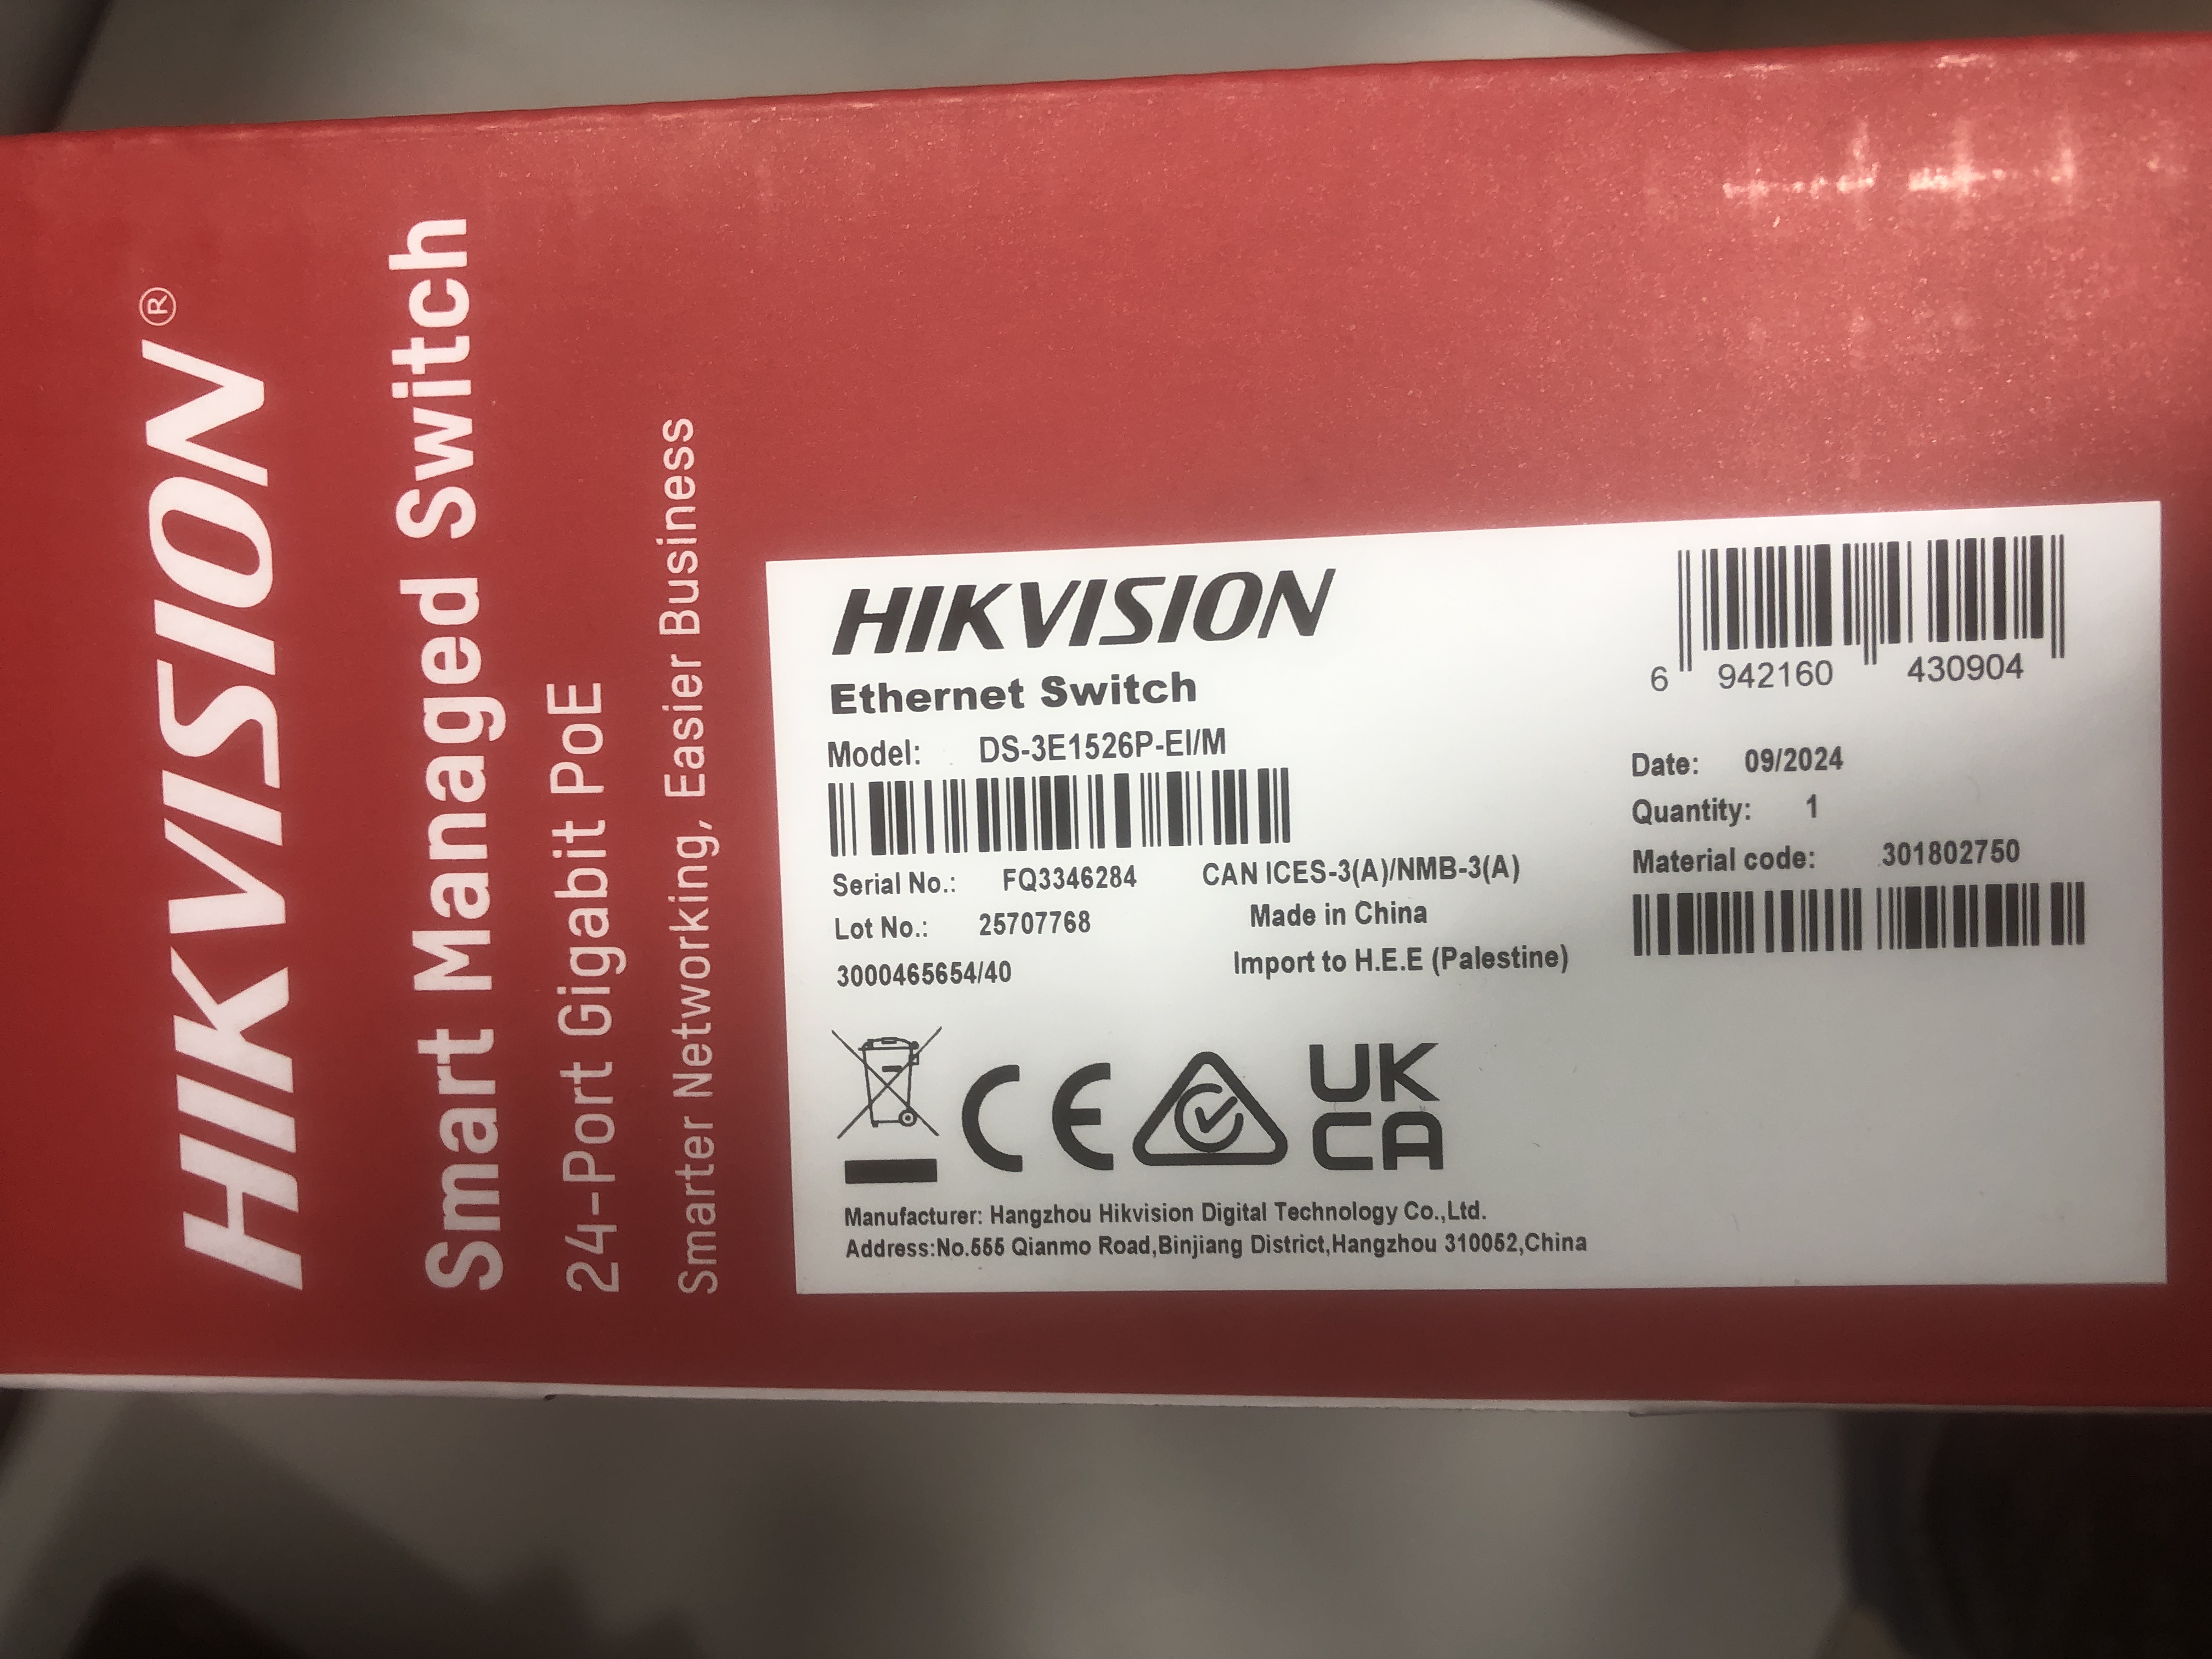 HIKVISION®
Smart Managed Switch
24-Port Gigabit PoE
Smarter Networking, Easier Business
HIKVISION
Ethernet Switch
Model: DS-3E1526P-EI/M
Serial No.: FQ3346284 CAN ICES-3(A)/NMB-3(A)
Lot No.: 25707768 Made in China
3000465654/40 Import to H.E.E (Palestine)
6 942160 430904
Date: 09/2024
Quantity: 1
Material code: 301802750
CE
UK
CA
Manufacturer: Hangzhou Hikvision Digital Technology Co.,Ltd.
Address:No.555 Qianmo Road,Binjiang District,Hangzhou 310052,China